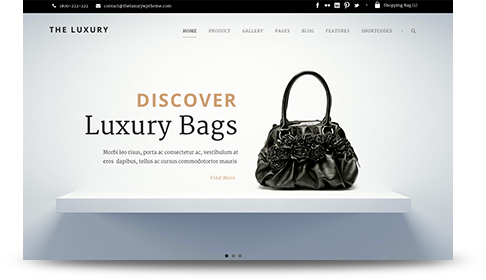 1800-222-222 contact@theluxurywpthome.com Shopping Bag (2)
THE LUXURY HOME PRODUCT GALLERY PAGES BLOG FEATURES SHORTCODES
DISCOVER
Luxury Bags
Morbi leo risus, porta ac consectetur ac, vestibulum at
eros dapibus, tellus ac cursus commodotortor mauris
Find More